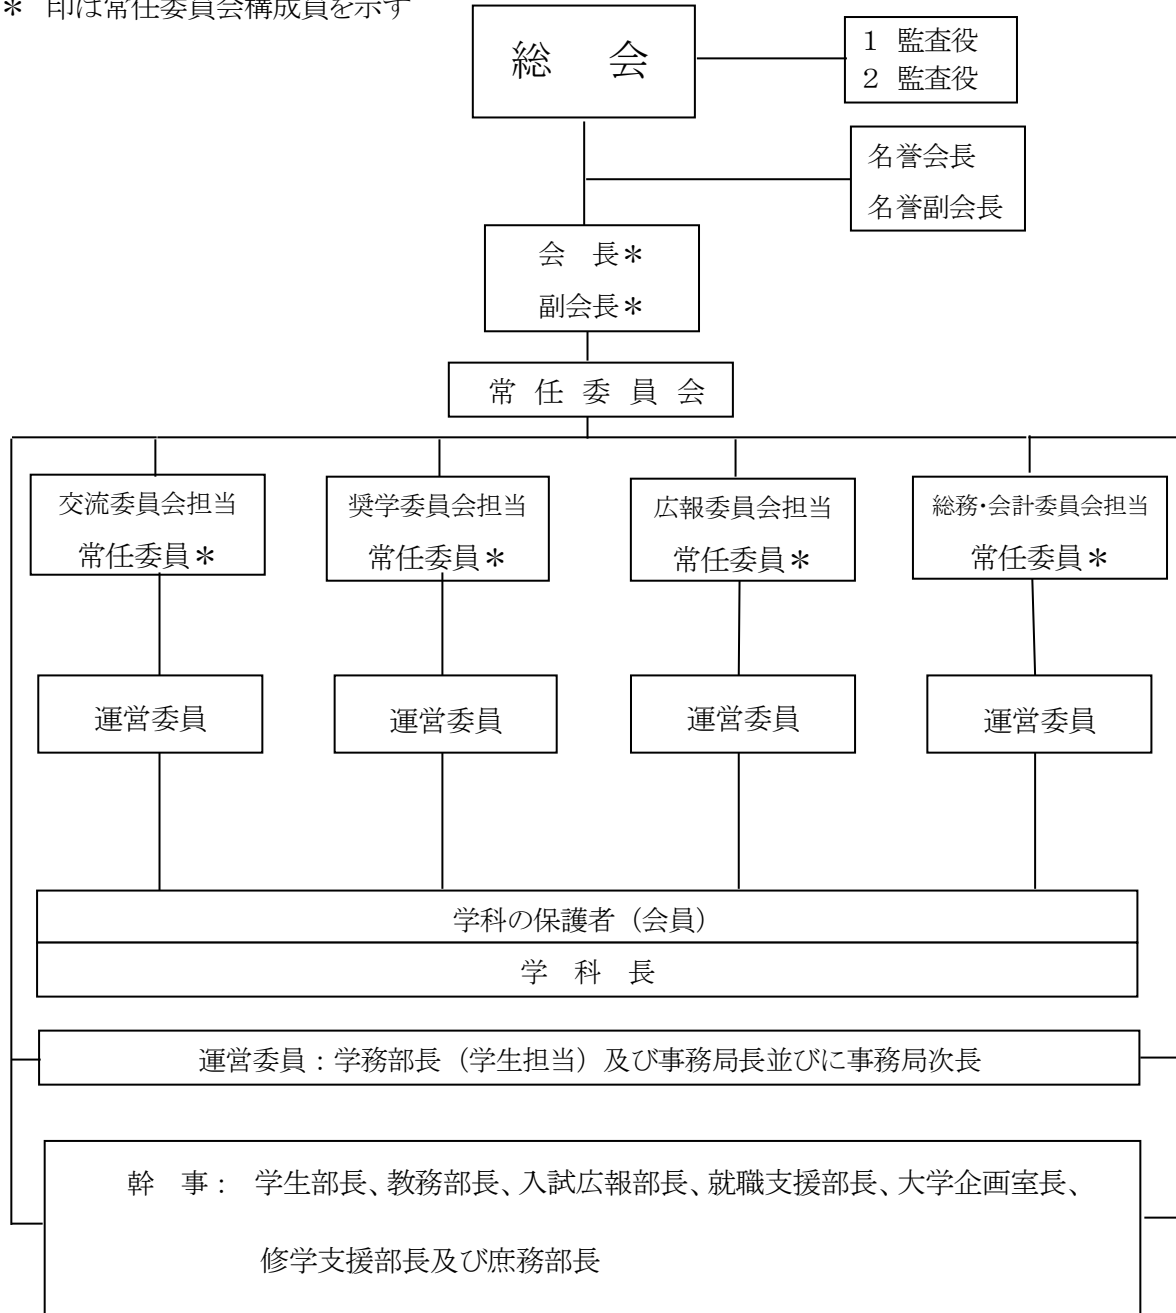 ＊ 印は常任委員会構成員を示す
総　会
1 監査役
2 監査役
名誉会長
名誉副会長
会　長＊
副会長＊
常 任 委 員 会
交流委員会担当
常任委員＊
奨学委員会担当
常任委員＊
広報委員会担当
常任委員＊
総務・会計委員会担当
常任委員＊
運営委員
運営委員
運営委員
運営委員
学科の保護者（会員）
学　科　長
運営委員：学務部長（学生担当）及び事務局長並びに事務局次長
幹　事：　学生部長、教務部長、入試広報部長、就職支援部長、大学企画室長、
修学支援部長及び庶務部長